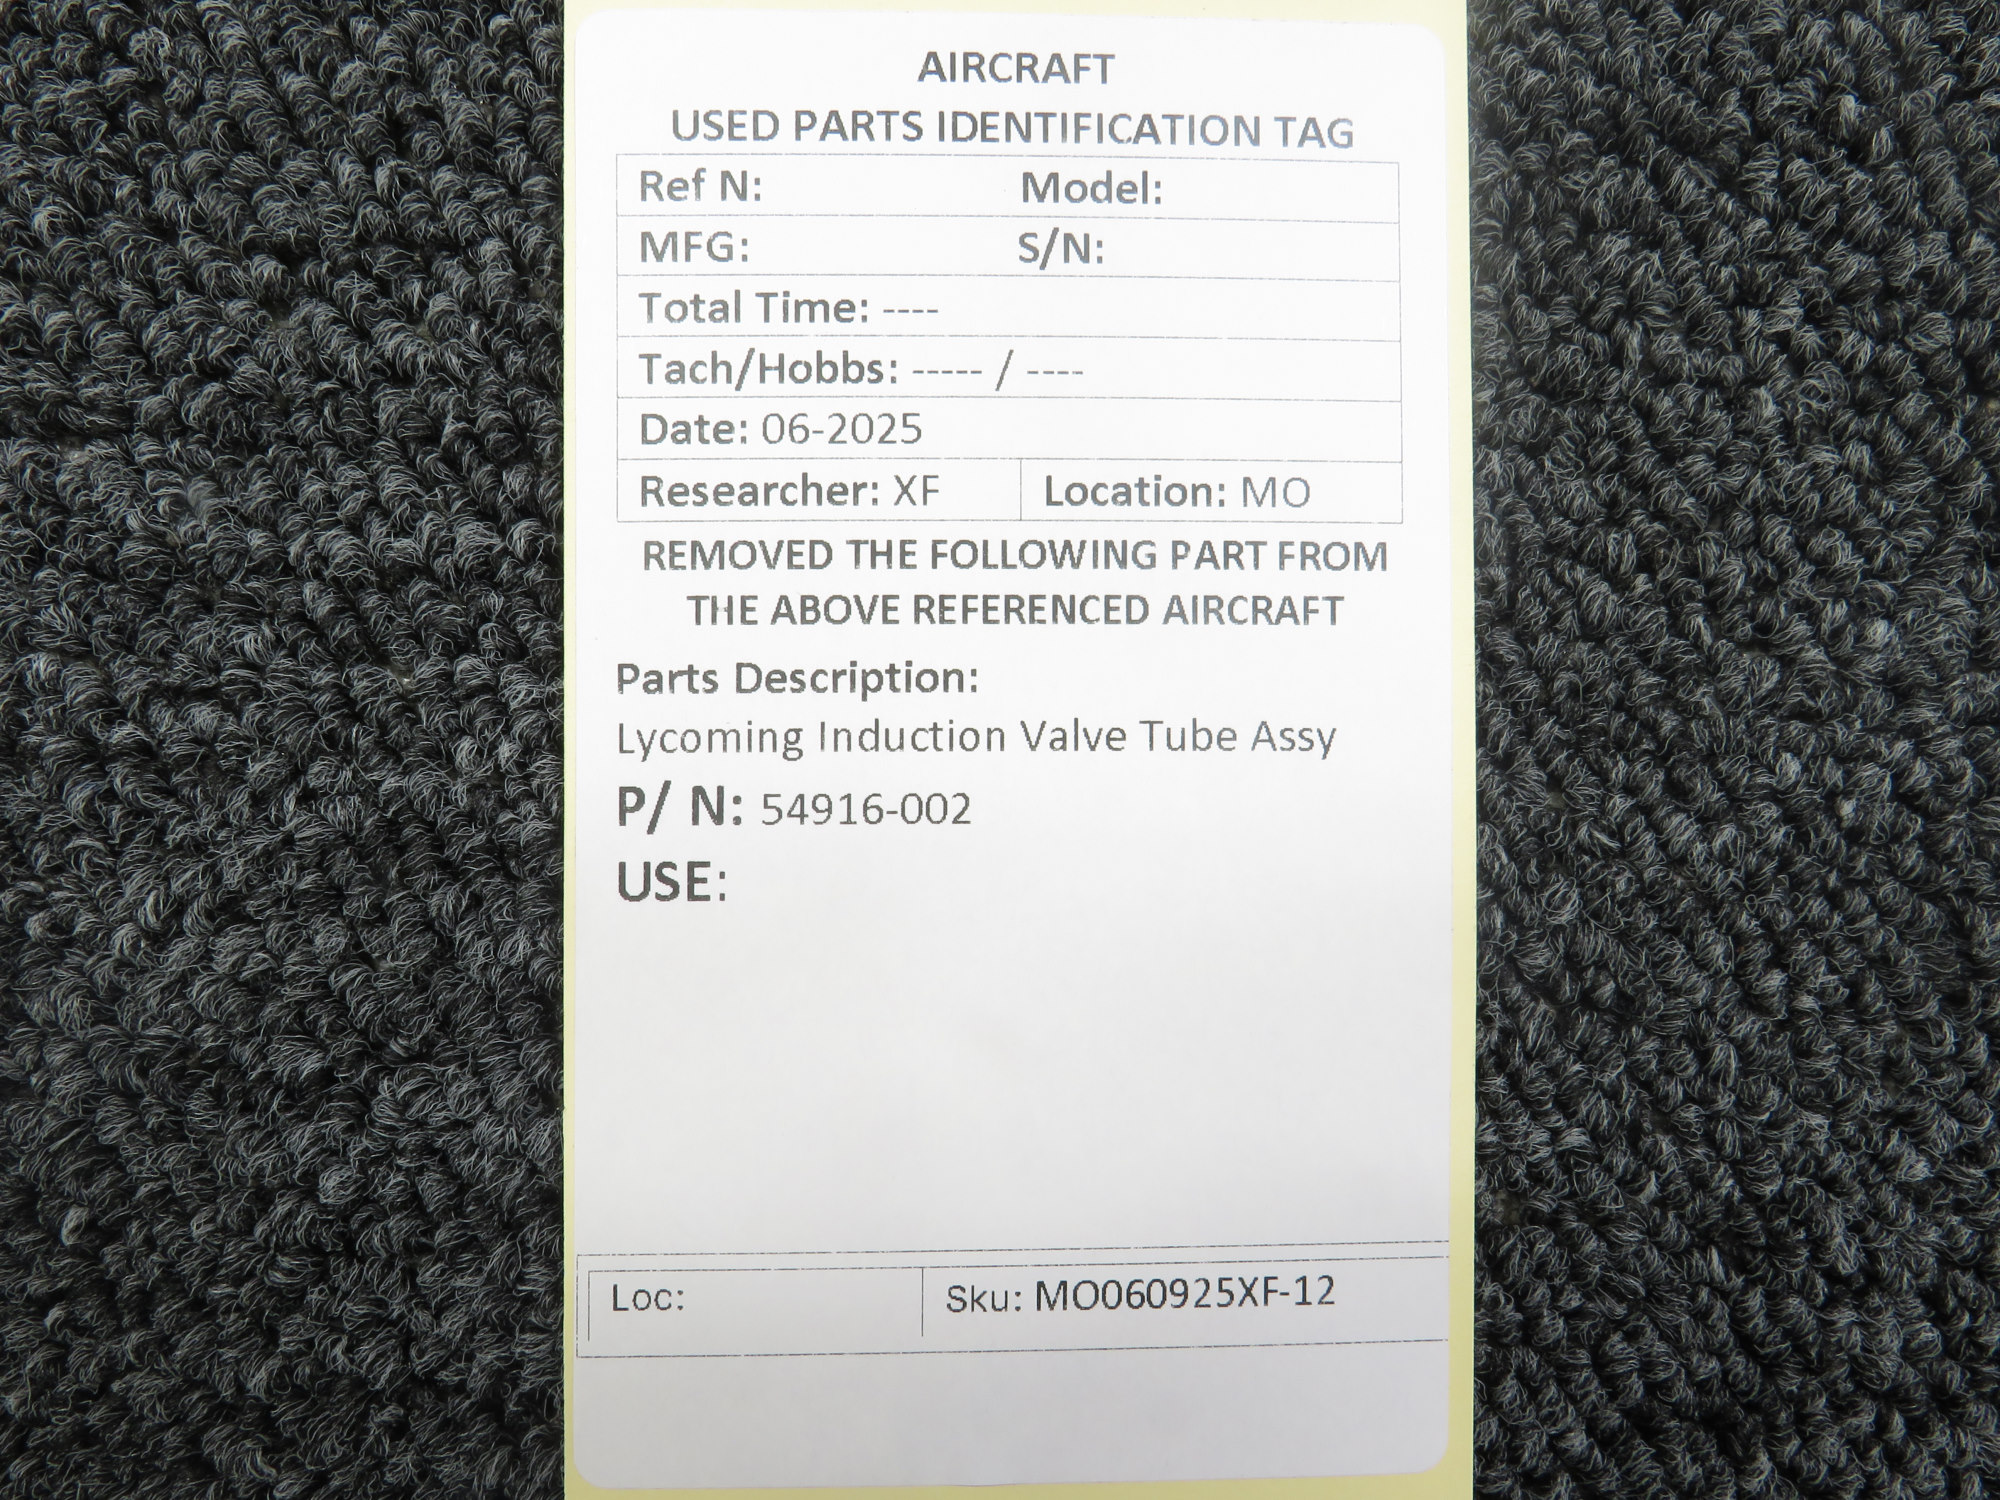 AIRCRAFT
USED PARTS IDENTIFICATION TAG
Ref N: Model:
MFG: S/N:
Total Time: ----
Tach/Hobbs: ----- / ----
Date: 06-2025
Researcher: XF Location: MO
REMOVED THE FOLLOWING PART FROM
THE ABOVE REFERENCED AIRCRAFT
Parts Description:
Lycoming Induction Valve Tube Assy
P/ N: 54916-002
USE:
Loc: Sku: MO060925XF-12